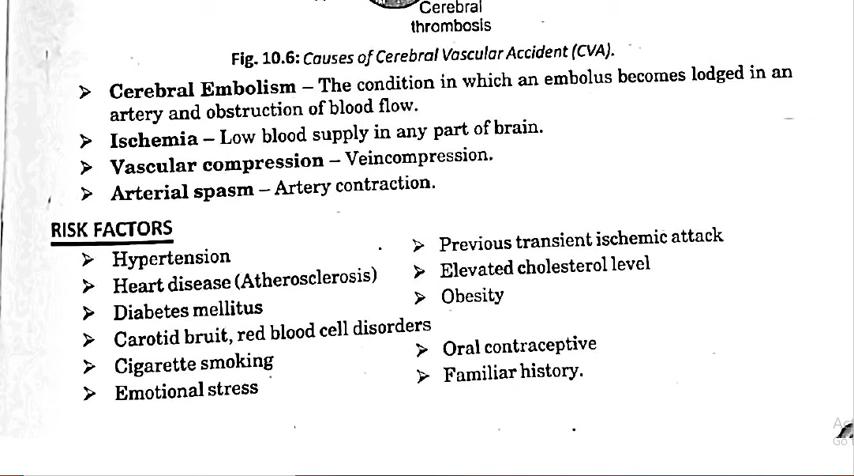 Cerebral
thrombosis
Fig. 10.6: Causes of Cerebral Vascular Accident (CVA).
➢ Cerebral Embolism – The condition in which an embolus becomes lodged in an
artery and obstruction of blood flow.
➢ Ischemia – Low blood supply in any part of brain.
➢ Vascular compression – Veincompression.
➢ Arterial spasm – Artery contraction.
RISK FACTORS
➢ Hypertension
➢ Heart disease (Atherosclerosis)
➢ Diabetes mellitus
➢ Carotid bruit, red blood cell disorders
➢ Cigarette smoking
➢ Emotional stress
➢ Previous transient ischemic attack
➢ Elevated cholesterol level
➢ Obesity
➢ Oral contraceptive
➢ Familiar history.